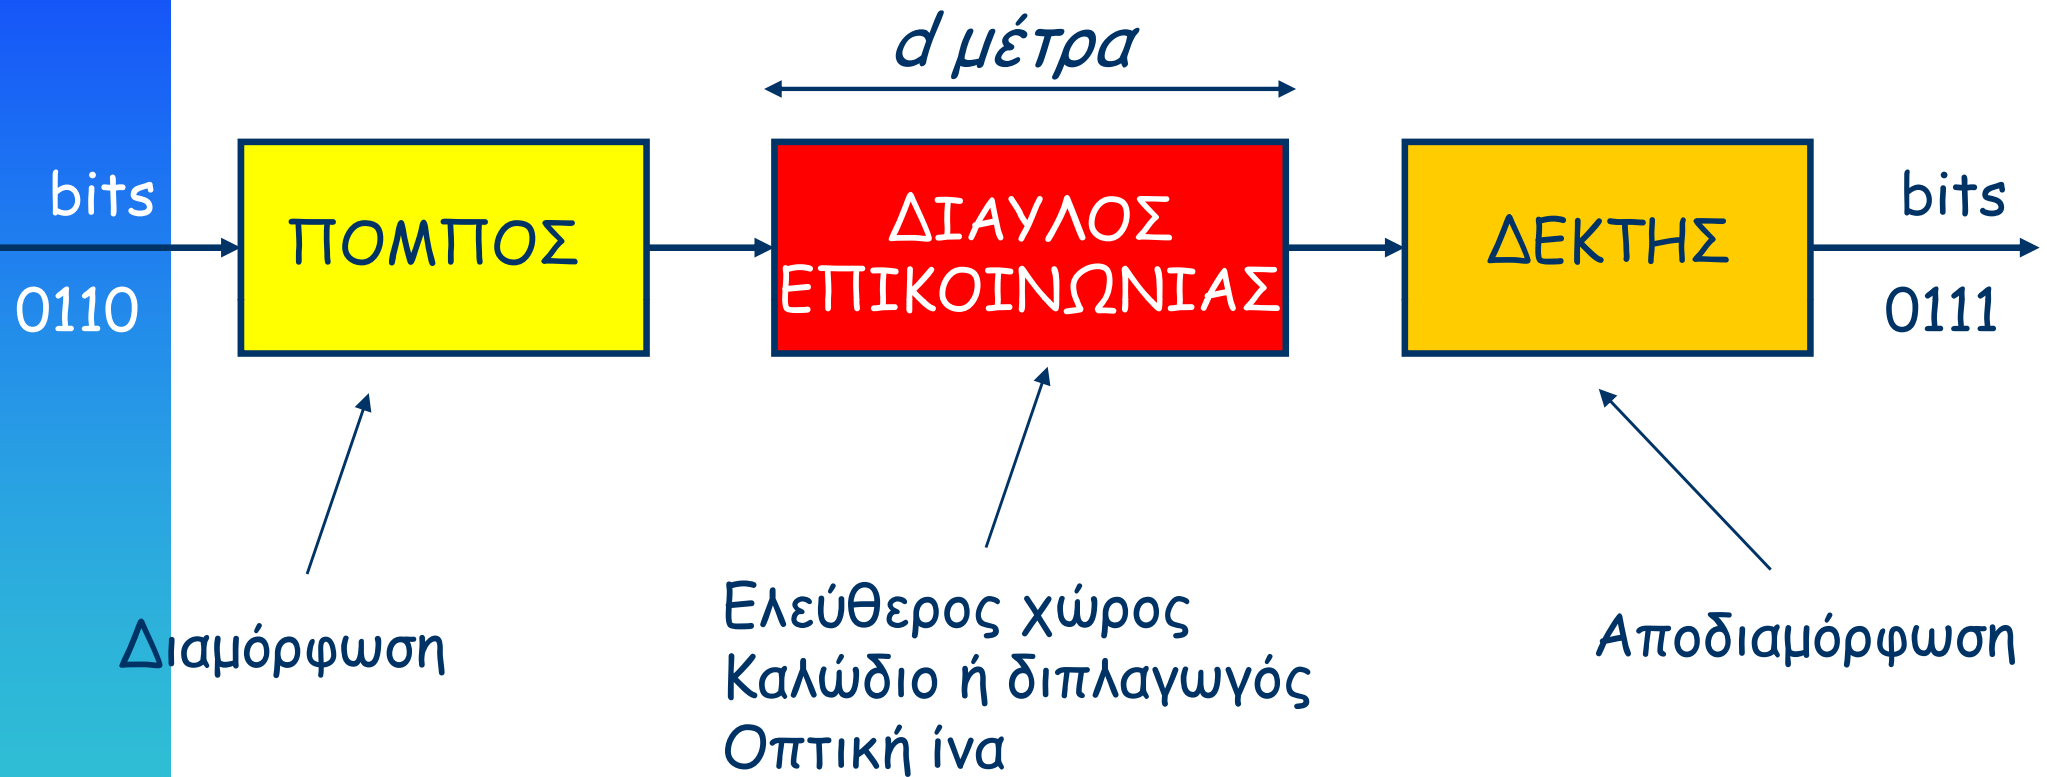 d μέτρα
bits
ΠΟΜΠΟΣ
ΔΙΑΥΛΟΣ
ΕΠΙΚΟΙΝΩΝΙΑΣ
ΔΕΚΤΗΣ
bits
0110
0111
Διαμόρφωση
Ελεύθερος χώρος
Καλώδιο ή διπλαγωγός
Οπτική ίνα
Αποδιαμόρφωση